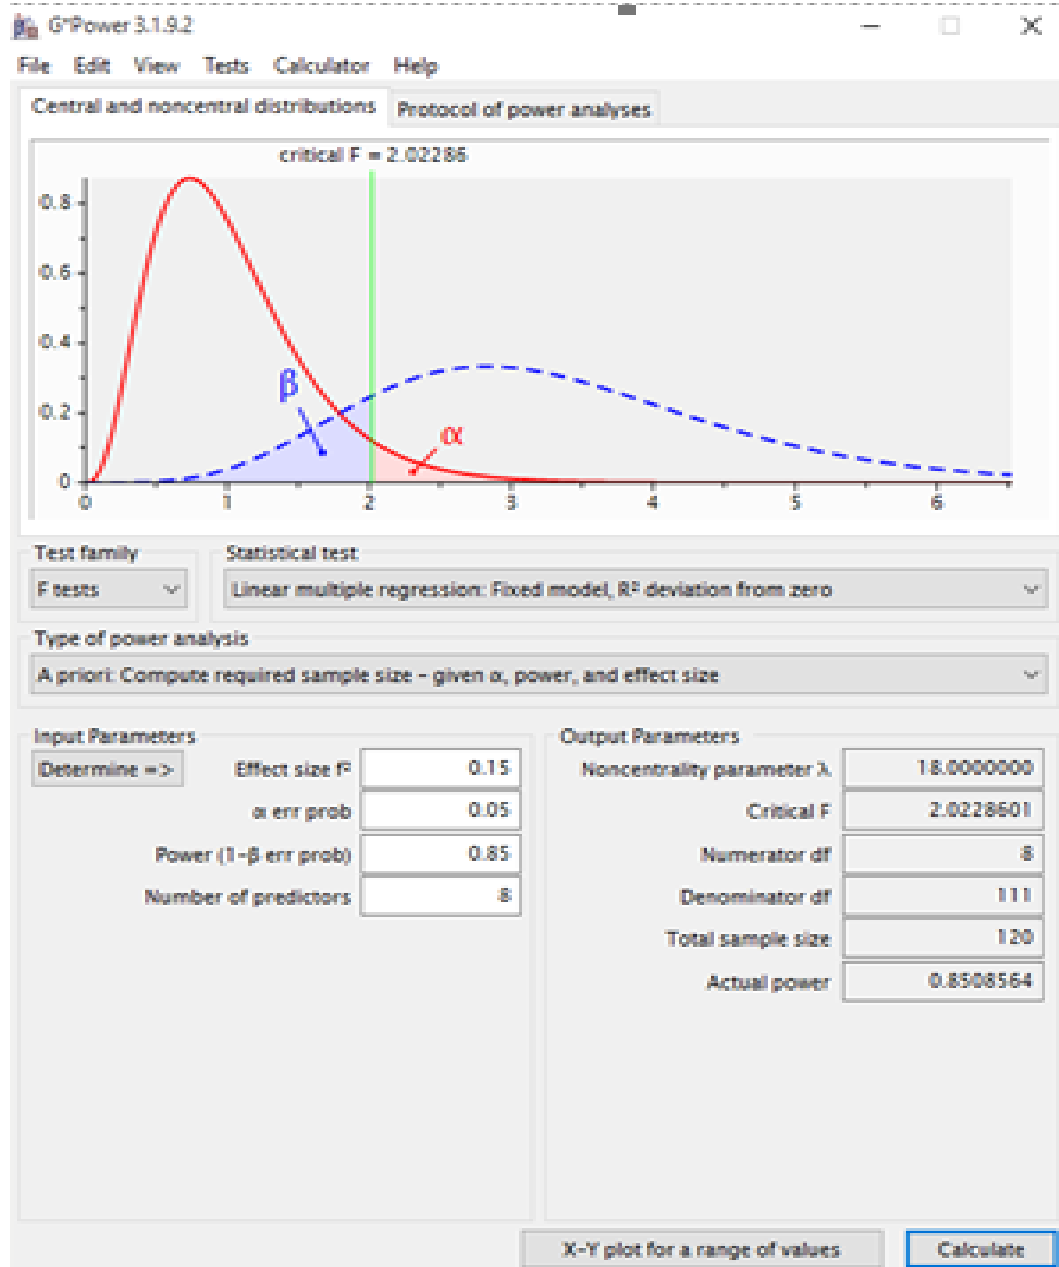 G*Power 3.1.9.2
File Edit View Tests Calculator Help
Central and noncentral distributions Protocol of power analyses
critical F = 2.02286
0.8
0.6
0.4
0.2
0
β
α
0 1 2 3 4 5 6
Test family Statistical test
F tests Linear multiple regression: Fixed model, R² deviation from zero
Type of power analysis
A priori: Compute required sample size – given α, power, and effect size
Input Parameters Output Parameters
Determine => Effect size f² 0.15 Noncentrality parameter λ 18.0000000
α err prob 0.05 Critical F 2.0228601
Power (1-β err prob) 0.85 Numerator df 8
Number of predictors 8 Denominator df 111
Total sample size 120
Actual power 0.8508564
X-Y plot for a range of values Calculate